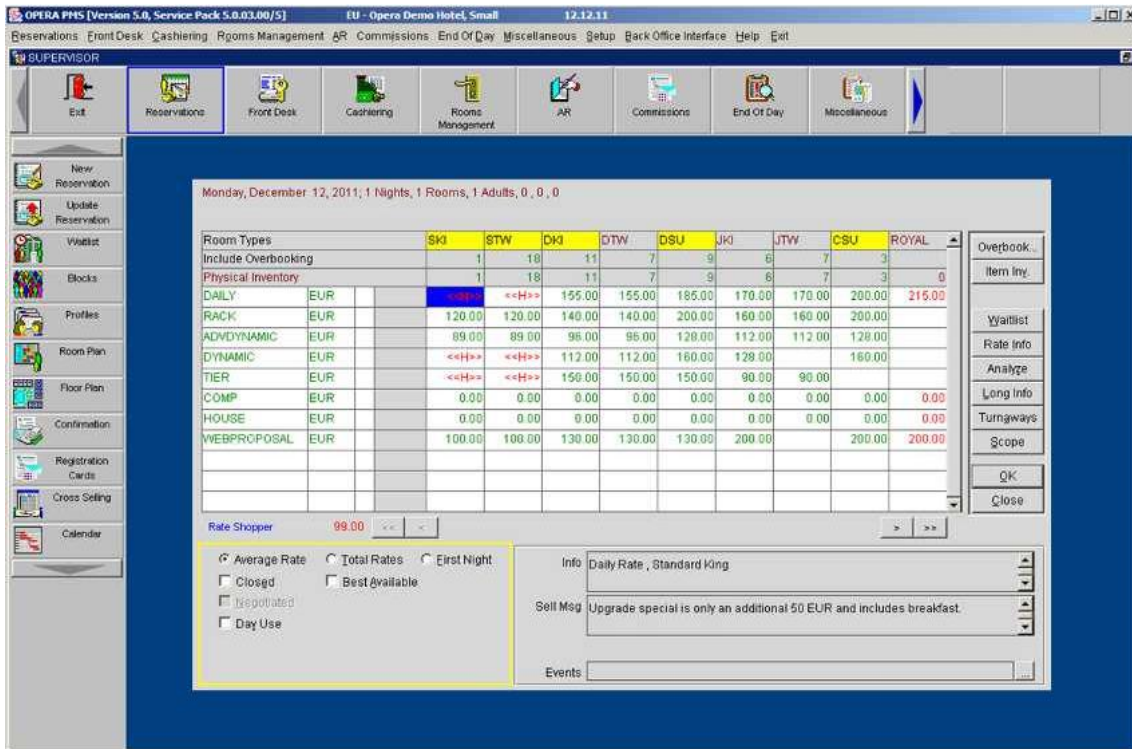 OPERA PMS [Version 5.0, Service Pack 5.0.03.00/5] EU - Opera Demo Hotel, Small 12.12.11
Reservations Front Desk Cashiering Rooms Management AR Commissions End Of Day Miscellaneous Setup Back Office Interface Help Exit
SUPERVISOR
Exit Reservations Front Desk Cashiering Rooms Management AR Commissions End Of Day Miscellaneous
New Reservation
Update Reservation
Waitlist
Blocks
Profiles
Room Plan
Floor Plan
Confirmation
Registration Cards
Cross Selling
Calendar
Monday, December 12, 2011; 1 Nights, 1 Rooms, 1 Adults, 0 , 0 , 0
Room Types SKI STW DKI DTW DSU JKI JTW CSU ROYAL
Include Overbooking 1 18 11 7 9 6 7 3
Physical Inventory 1 18 11 7 9 6 7 3 0
DAILY EUR <<H>> <<H>> 155.00 155.00 185.00 170.00 170.00 200.00 215.00
RACK EUR 120.00 120.00 140.00 140.00 200.00 160.00 160.00 200.00
ADVDYNAMIC EUR 89.00 89.00 96.00 96.00 128.00 112.00 112.00 128.00
DYNAMIC EUR <<H>> <<H>> 112.00 112.00 160.00 128.00 160.00
TIER EUR <<H>> <<H>> 150.00 150.00 150.00 90.00 90.00
COMP EUR 0.00 0.00 0.00 0.00 0.00 0.00 0.00 0.00 0.00
HOUSE EUR 0.00 0.00 0.00 0.00 0.00 0.00 0.00 0.00 0.00
WEBPROPOSAL EUR 100.00 100.00 130.00 130.00 130.00 200.00 200.00 200.00
Overbook..
Item Inv.
Waitlist
Rate Info
Analyze
Long Info
Turnaways
Scope
OK
Close
Rate Shopper 99.00 << < > >>
Average Rate Total Rates First Night
Closed Best Available
Negotiated
Day Use
Info Daily Rate , Standard King
Sell Msg Upgrade special is only an additional 50 EUR and includes breakfast.
Events ...